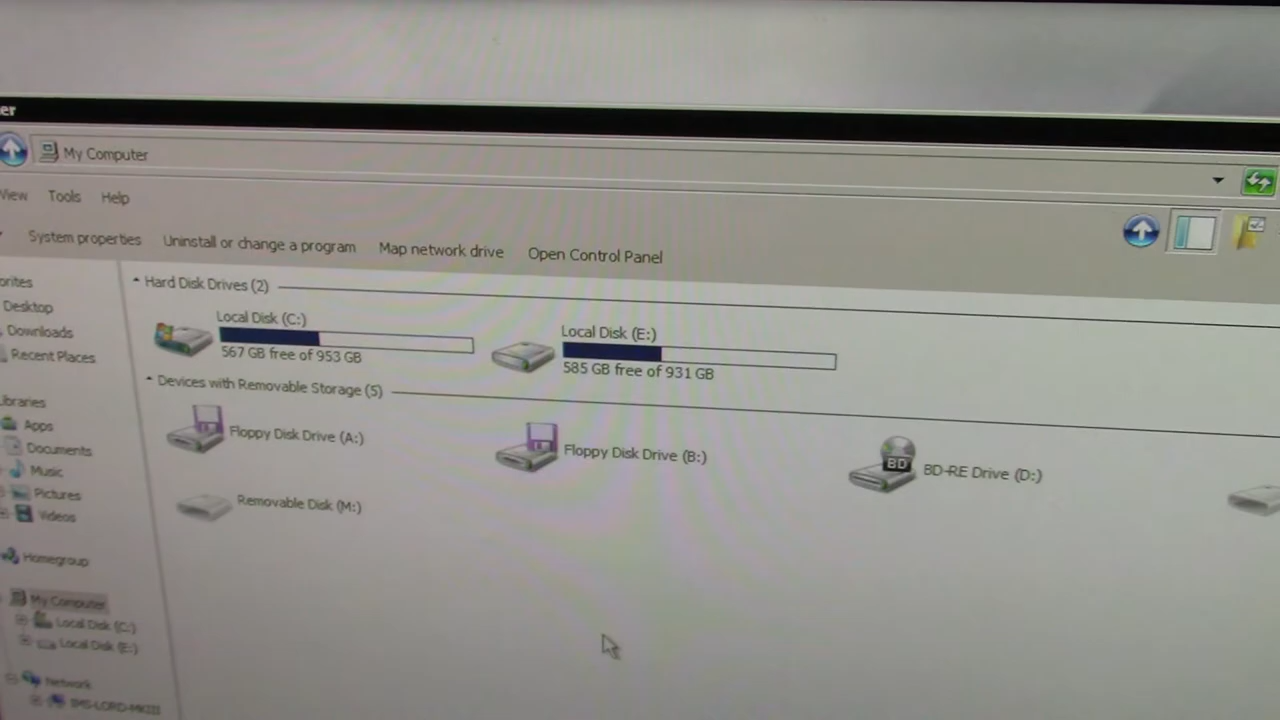 er
My Computer
View Tools Help
System properties Uninstall or change a program Map network drive Open Control Panel
orites
Desktop
Downloads
Recent Places
Libraries
Apps
Documents
Music
Pictures
Videos
Homegroup
My Computer
Local Disk (C:)
Local Disk (E:)
Network
Hard Disk Drives (2)
Local Disk (C:)
567 GB free of 953 GB
Local Disk (E:)
585 GB free of 931 GB
Devices with Removable Storage (5)
Floppy Disk Drive (A:)
Floppy Disk Drive (B:)
BD
BD-RE Drive (D:)
Removable Disk (M:)